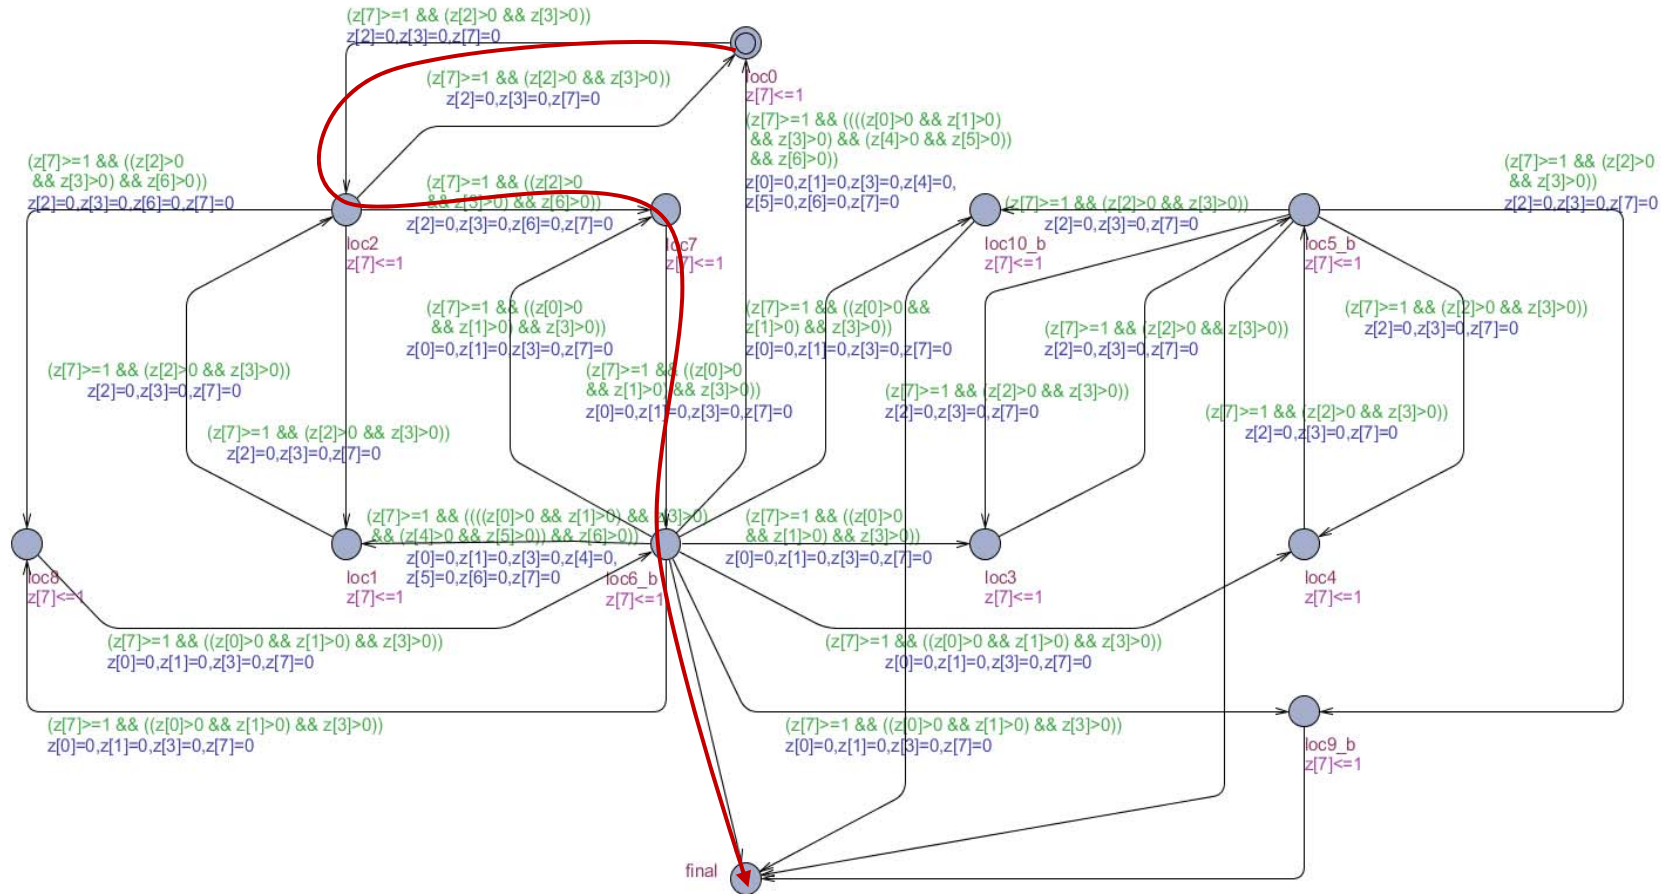 (z[7]>=1 && (z[2]>0 && z[3]>0))
z[2]=0,z[3]=0,z[7]=0
loc0
z[7]<=1
(z[7]>=1 && (z[2]>0 && z[3]>0))
z[2]=0,z[3]=0,z[7]=0
(z[7]>=1 && ((((z[0]>0 && z[1]>0)
&& z[3]>0) && (z[4]>0 && z[5]>0))
&& z[6]>0))
z[0]=0,z[1]=0,z[3]=0,z[4]=0,
z[5]=0,z[6]=0,z[7]=0
(z[7]>=1 && ((z[2]>0
&& z[3]>0) && z[6]>0))
z[2]=0,z[3]=0,z[6]=0,z[7]=0
(z[7]>=1 && ((z[2]>0
&& z[3]>0) && z[6]>0))
z[2]=0,z[3]=0,z[6]=0,z[7]=0
(z[7]>=1 && (z[2]>0 && z[3]>0))
z[2]=0,z[3]=0,z[7]=0
(z[7]>=1 && (z[2]>0
&& z[3]>0))
z[2]=0,z[3]=0,z[7]=0
loc2
z[7]<=1
loc7
z[7]<=1
loc10_b
z[7]<=1
loc5_b
z[7]<=1
(z[7]>=1 && ((z[0]>0
&& z[1]>0) && z[3]>0))
z[0]=0,z[1]=0,z[3]=0,z[7]=0
(z[7]>=1 && ((z[0]>0 &&
z[1]>0) && z[3]>0))
z[0]=0,z[1]=0,z[3]=0,z[7]=0
(z[7]>=1 && (z[2]>0 && z[3]>0))
z[2]=0,z[3]=0,z[7]=0
(z[7]>=1 && (z[2]>0 && z[3]>0))
z[2]=0,z[3]=0,z[7]=0
(z[7]>=1 && (z[2]>0 && z[3]>0))
z[2]=0,z[3]=0,z[7]=0
(z[7]>=1 && ((z[0]>0
&& z[1]>0) && z[3]>0))
z[0]=0,z[1]=0,z[3]=0,z[7]=0
(z[7]>=1 && (z[2]>0 && z[3]>0))
z[2]=0,z[3]=0,z[7]=0
(z[7]>=1 && (z[2]>0 && z[3]>0))
z[2]=0,z[3]=0,z[7]=0
(z[7]>=1 && (z[2]>0 && z[3]>0))
z[2]=0,z[3]=0,z[7]=0
(z[7]>=1 && ((((z[0]>0 && z[1]>0) && z[3]>0)
&& (z[4]>0 && z[5]>0)) && z[6]>0))
z[0]=0,z[1]=0,z[3]=0,z[4]=0,
z[5]=0,z[6]=0,z[7]=0
(z[7]>=1 && ((z[0]>0
&& z[1]>0) && z[3]>0))
z[0]=0,z[1]=0,z[3]=0,z[7]=0
loc8
z[7]<=1
loc1
z[7]<=1
loc6_b
z[7]<=1
loc3
z[7]<=1
loc4
z[7]<=1
(z[7]>=1 && ((z[0]>0 && z[1]>0) && z[3]>0))
z[0]=0,z[1]=0,z[3]=0,z[7]=0
(z[7]>=1 && ((z[0]>0 && z[1]>0) && z[3]>0))
z[0]=0,z[1]=0,z[3]=0,z[7]=0
(z[7]>=1 && ((z[0]>0 && z[1]>0) && z[3]>0))
z[0]=0,z[1]=0,z[3]=0,z[7]=0
(z[7]>=1 && ((z[0]>0 && z[1]>0) && z[3]>0))
z[0]=0,z[1]=0,z[3]=0,z[7]=0
loc9_b
z[7]<=1
final